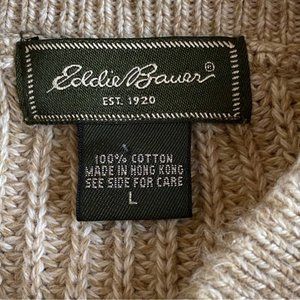 Eddie Bauer®
EST. 1920
100% COTTON
MADE IN HONG KONG
SEE SIDE FOR CARE
L